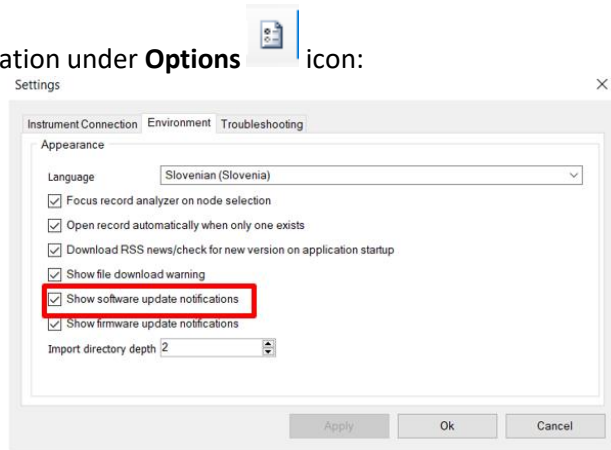 ation under Options icon:
Settings
Instrument Connection Environment Troubleshooting
Appearance
Language Slovenian (Slovenia)
Focus record analyzer on node selection
Open record automatically when only one exists
Download RSS news/check for new version on application startup
Show file download warning
Show software update notifications
Show firmware update notifications
Import directory depth 2
Apply Ok Cancel